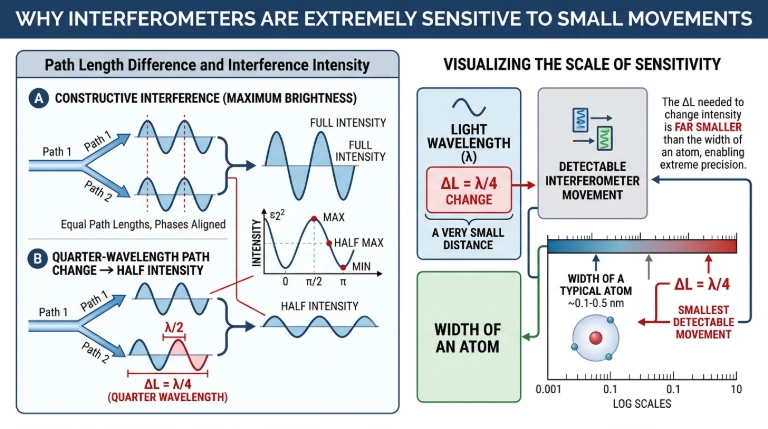 WHY INTERFEROMETERS ARE EXTREMELY SENSITIVE TO SMALL MOVEMENTS
Path Length Difference and Interference Intensity
A CONSTRUCTIVE INTERFERENCE (MAXIMUM BRIGHTNESS)
Path 1
Path 1
Path 2
FULL INTENSITY
FULL
INTENSITY
Equal Path Lengths, Phases Aligned
INTENSITY
ε2²
MAX
HALF MAX
MIN
0 π/2 π
B QUARTER-WAVELENGTH PATH
CHANGE → HALF INTENSITY
Path 1
Path 1
Path 2
λ/2
ΔL = λ/4
(QUARTER WAVELENGTH)
HALF INTENSITY
VISUALIZING THE SCALE OF SENSITIVITY
LIGHT
WAVELENGTH
(λ)
ΔL = λ/4
CHANGE
A VERY SMALL
DISTANCE
DETECTABLE
INTERFEROMETER
MOVEMENT
The ΔL needed to
change intensity
is FAR SMALLER
than the width of
an atom, enabling
extreme precision.
WIDTH OF
AN ATOM
WIDTH OF A
TYPICAL ATOM
~0.1-0.5 nm
ΔL = λ/4
SMALLEST
DETECTABLE
MOVEMENT
0.001 0.1 0.1 10
LOG SCALES